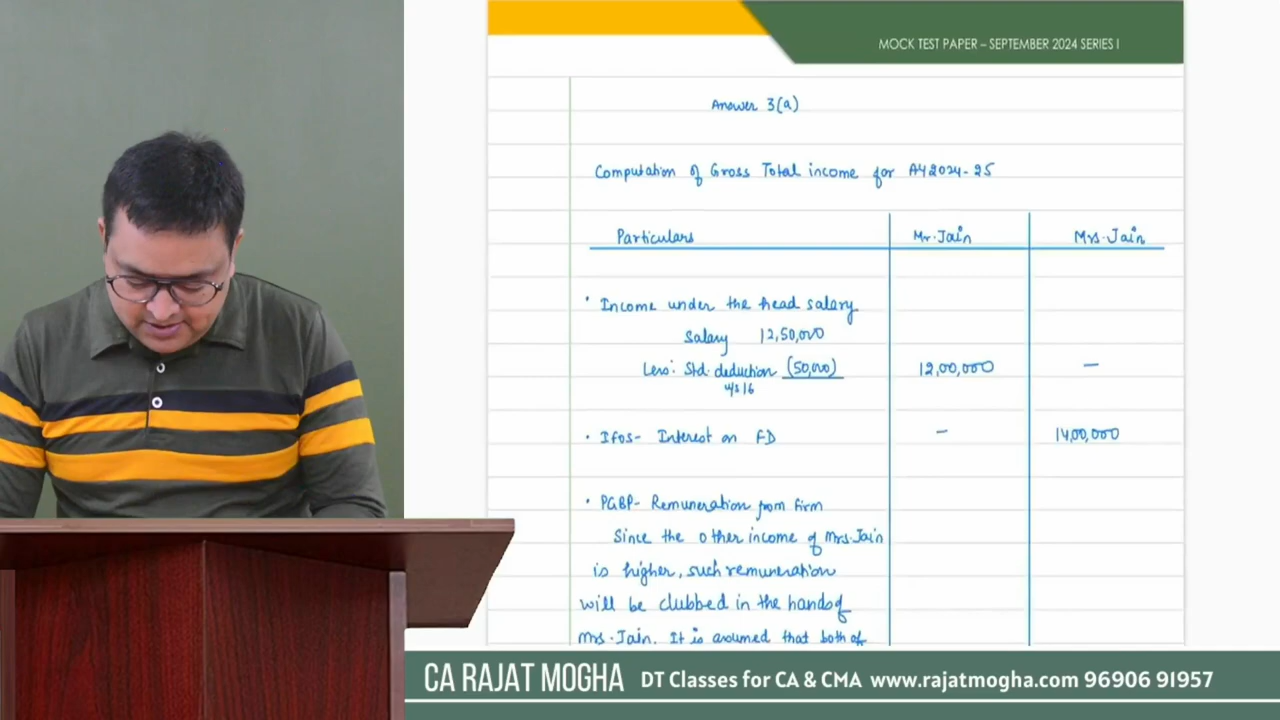 MOCK TEST PAPER – SEPTEMBER 2024 SERIES I
Answer 3(a)
Computation of Gross Total income for AY2024-25
Particulars Mr. Jain Mrs. Jain
· Income under the head salary
Salary 12,50,000
Less: Std. deduction (50,000) 12,00,000 —
u/s 16
· IFOS- Interest on FD — 14,00,000
· PGBP- Remuneration from firm
Since the other income of Mrs. Jain
is higher, such remuneration
will be clubbed in the hands of
Mrs. Jain. It is assumed that both of
CA RAJAT MOGHA DT Classes for CA & CMA www.rajatmogha.com 96906 91957